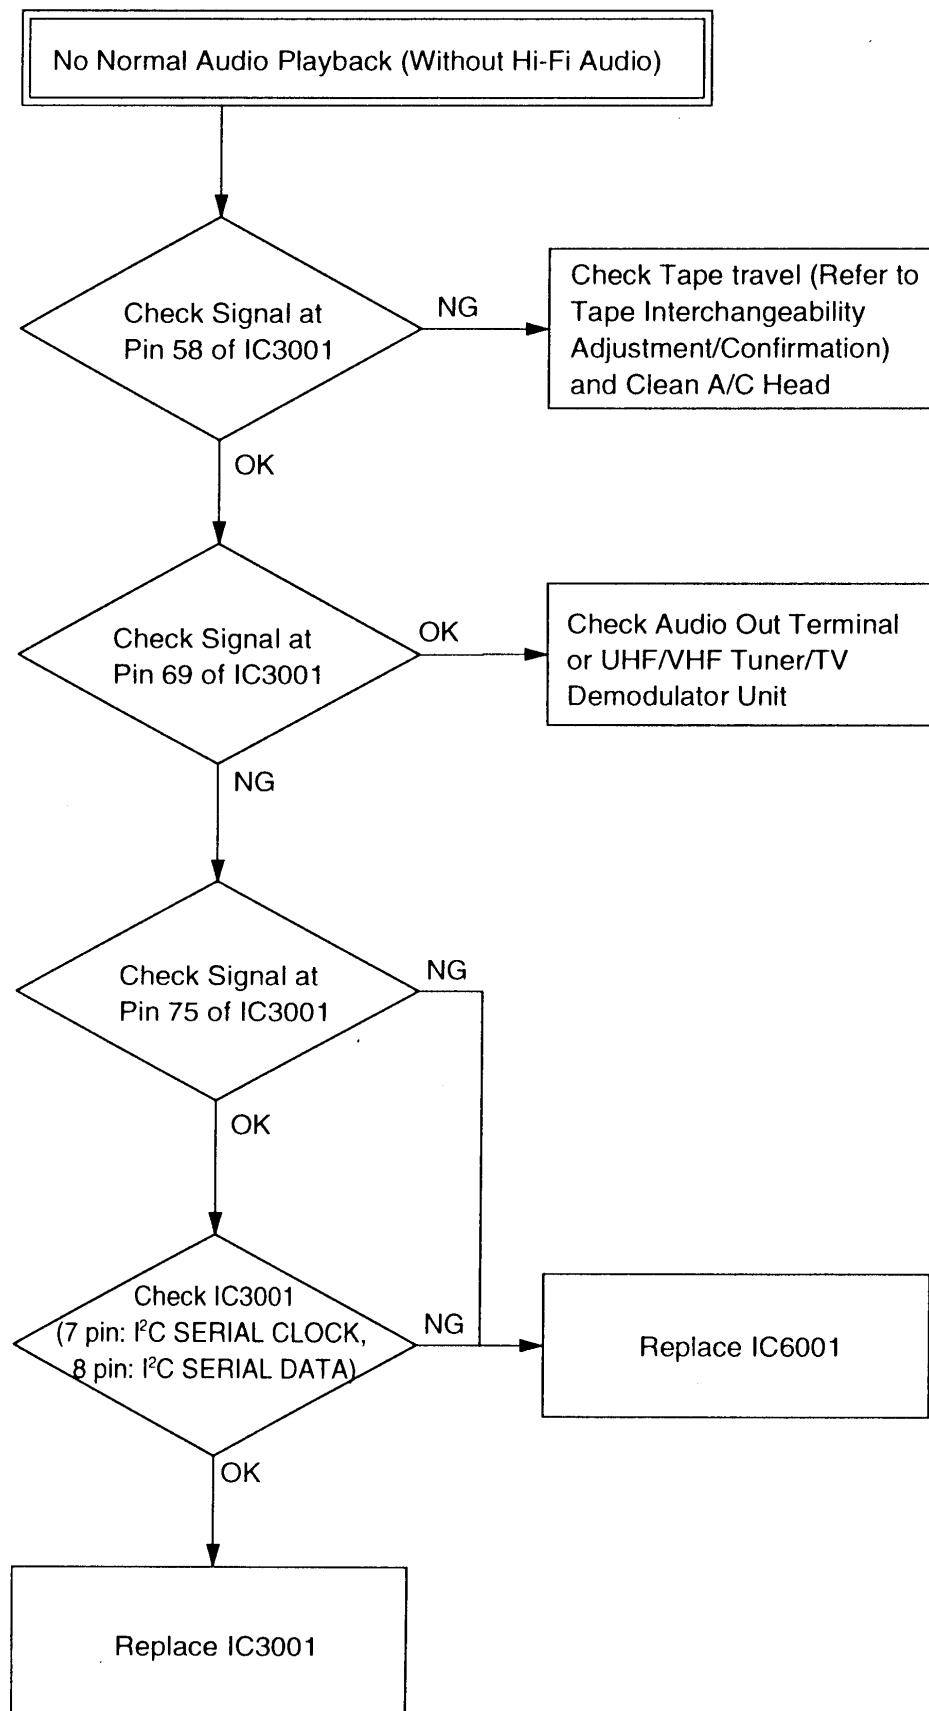 No Normal Audio Playback (Without Hi-Fi Audio)
Check Signal at
Pin 58 of IC3001
NG
Check Tape travel (Refer to
Tape Interchangeability
Adjustment/Confirmation)
and Clean A/C Head
OK
Check Signal at
Pin 69 of IC3001
OK
Check Audio Out Terminal
or UHF/VHF Tuner/TV
Demodulator Unit
NG
Check Signal at
Pin 75 of IC3001
NG
OK
Check IC3001
(7 pin: I²C SERIAL CLOCK,
8 pin: I²C SERIAL DATA)
NG
Replace IC6001
OK
Replace IC3001